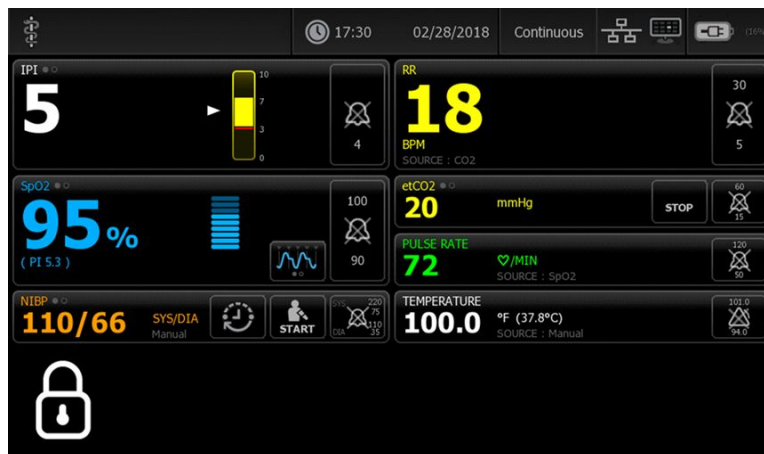 17:30 02/28/2018 Continuous (16%
IPI
5
10
7
3
0
4
RR
18
BPM
SOURCE : CO2
30
5
SpO2
95%
( PI 5.3 )
100
90
etCO2
20 mmHg
STOP
60
15
PULSE RATE
72 /MIN
SOURCE : SpO2
120
50
NIBP
110/66 SYS/DIA
Manual
START
SYS 220
75
110
DIA 35
TEMPERATURE
100.0 °F (37.8°C)
SOURCE : Manual
101.0
94.0